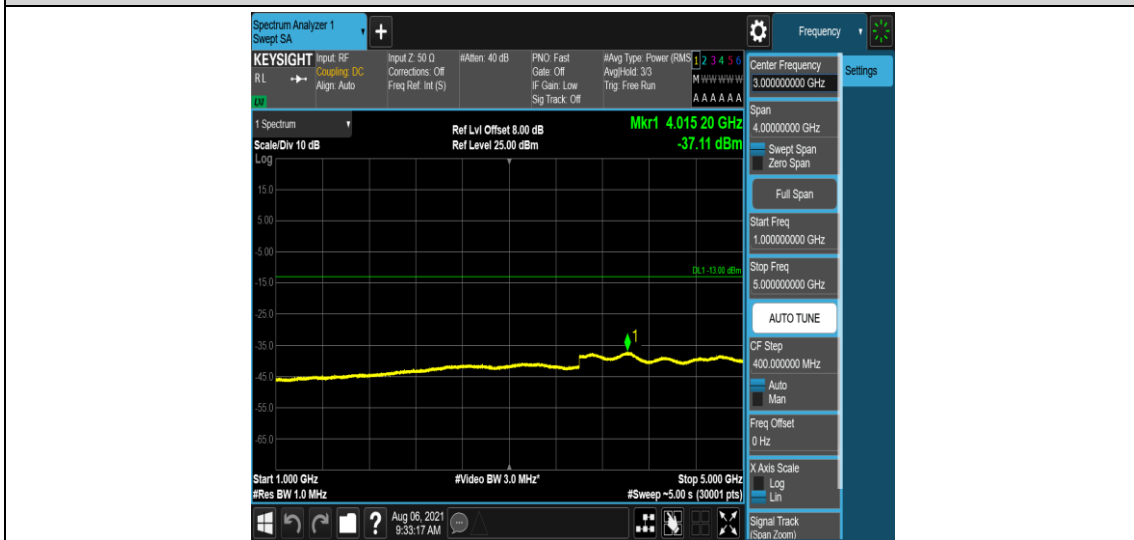 Spectrum Analyzer 1
Swept SA
+
Frequency
KEYSIGHT
RL
LXI
Input: RF
Coupling: DC
Align: Auto
Input Z: 50 Ω
Corrections: Off
Freq Ref: Int (S)
#Atten: 40 dB
PNO: Fast
Gate: Off
IF Gain: Low
Sig Track: Off
#Avg Type: Power (RMS
Avg|Hold: 3/3
Trig: Free Run
1 2 3 4 5 6
M W W W W W
A A A A A A
Center Frequency
3.000000000 GHz
Settings
Span
4.00000000 GHz
Swept Span
Zero Span
Full Span
Start Freq
1.000000000 GHz
Stop Freq
5.000000000 GHz
AUTO TUNE
CF Step
400.000000 MHz
Auto
Man
Freq Offset
0 Hz
X Axis Scale
Log
Lin
Signal Track
(Span Zoom)
1 Spectrum
Scale/Div 10 dB
Ref Lvl Offset 8.00 dB
Ref Level 25.00 dBm
Mkr1 4.015 20 GHz
-37.11 dBm
Log
15.0
5.00
-5.00
DL1 -13.00 dBm
-15.0
-25.0
1
-35.0
-45.0
-55.0
-65.0
Start 1.000 GHz
#Video BW 3.0 MHz*
Stop 5.000 GHz
#Res BW 1.0 MHz
#Sweep ~5.00 s (30001 pts)
?
Aug 06, 2021
9:33:17 AM